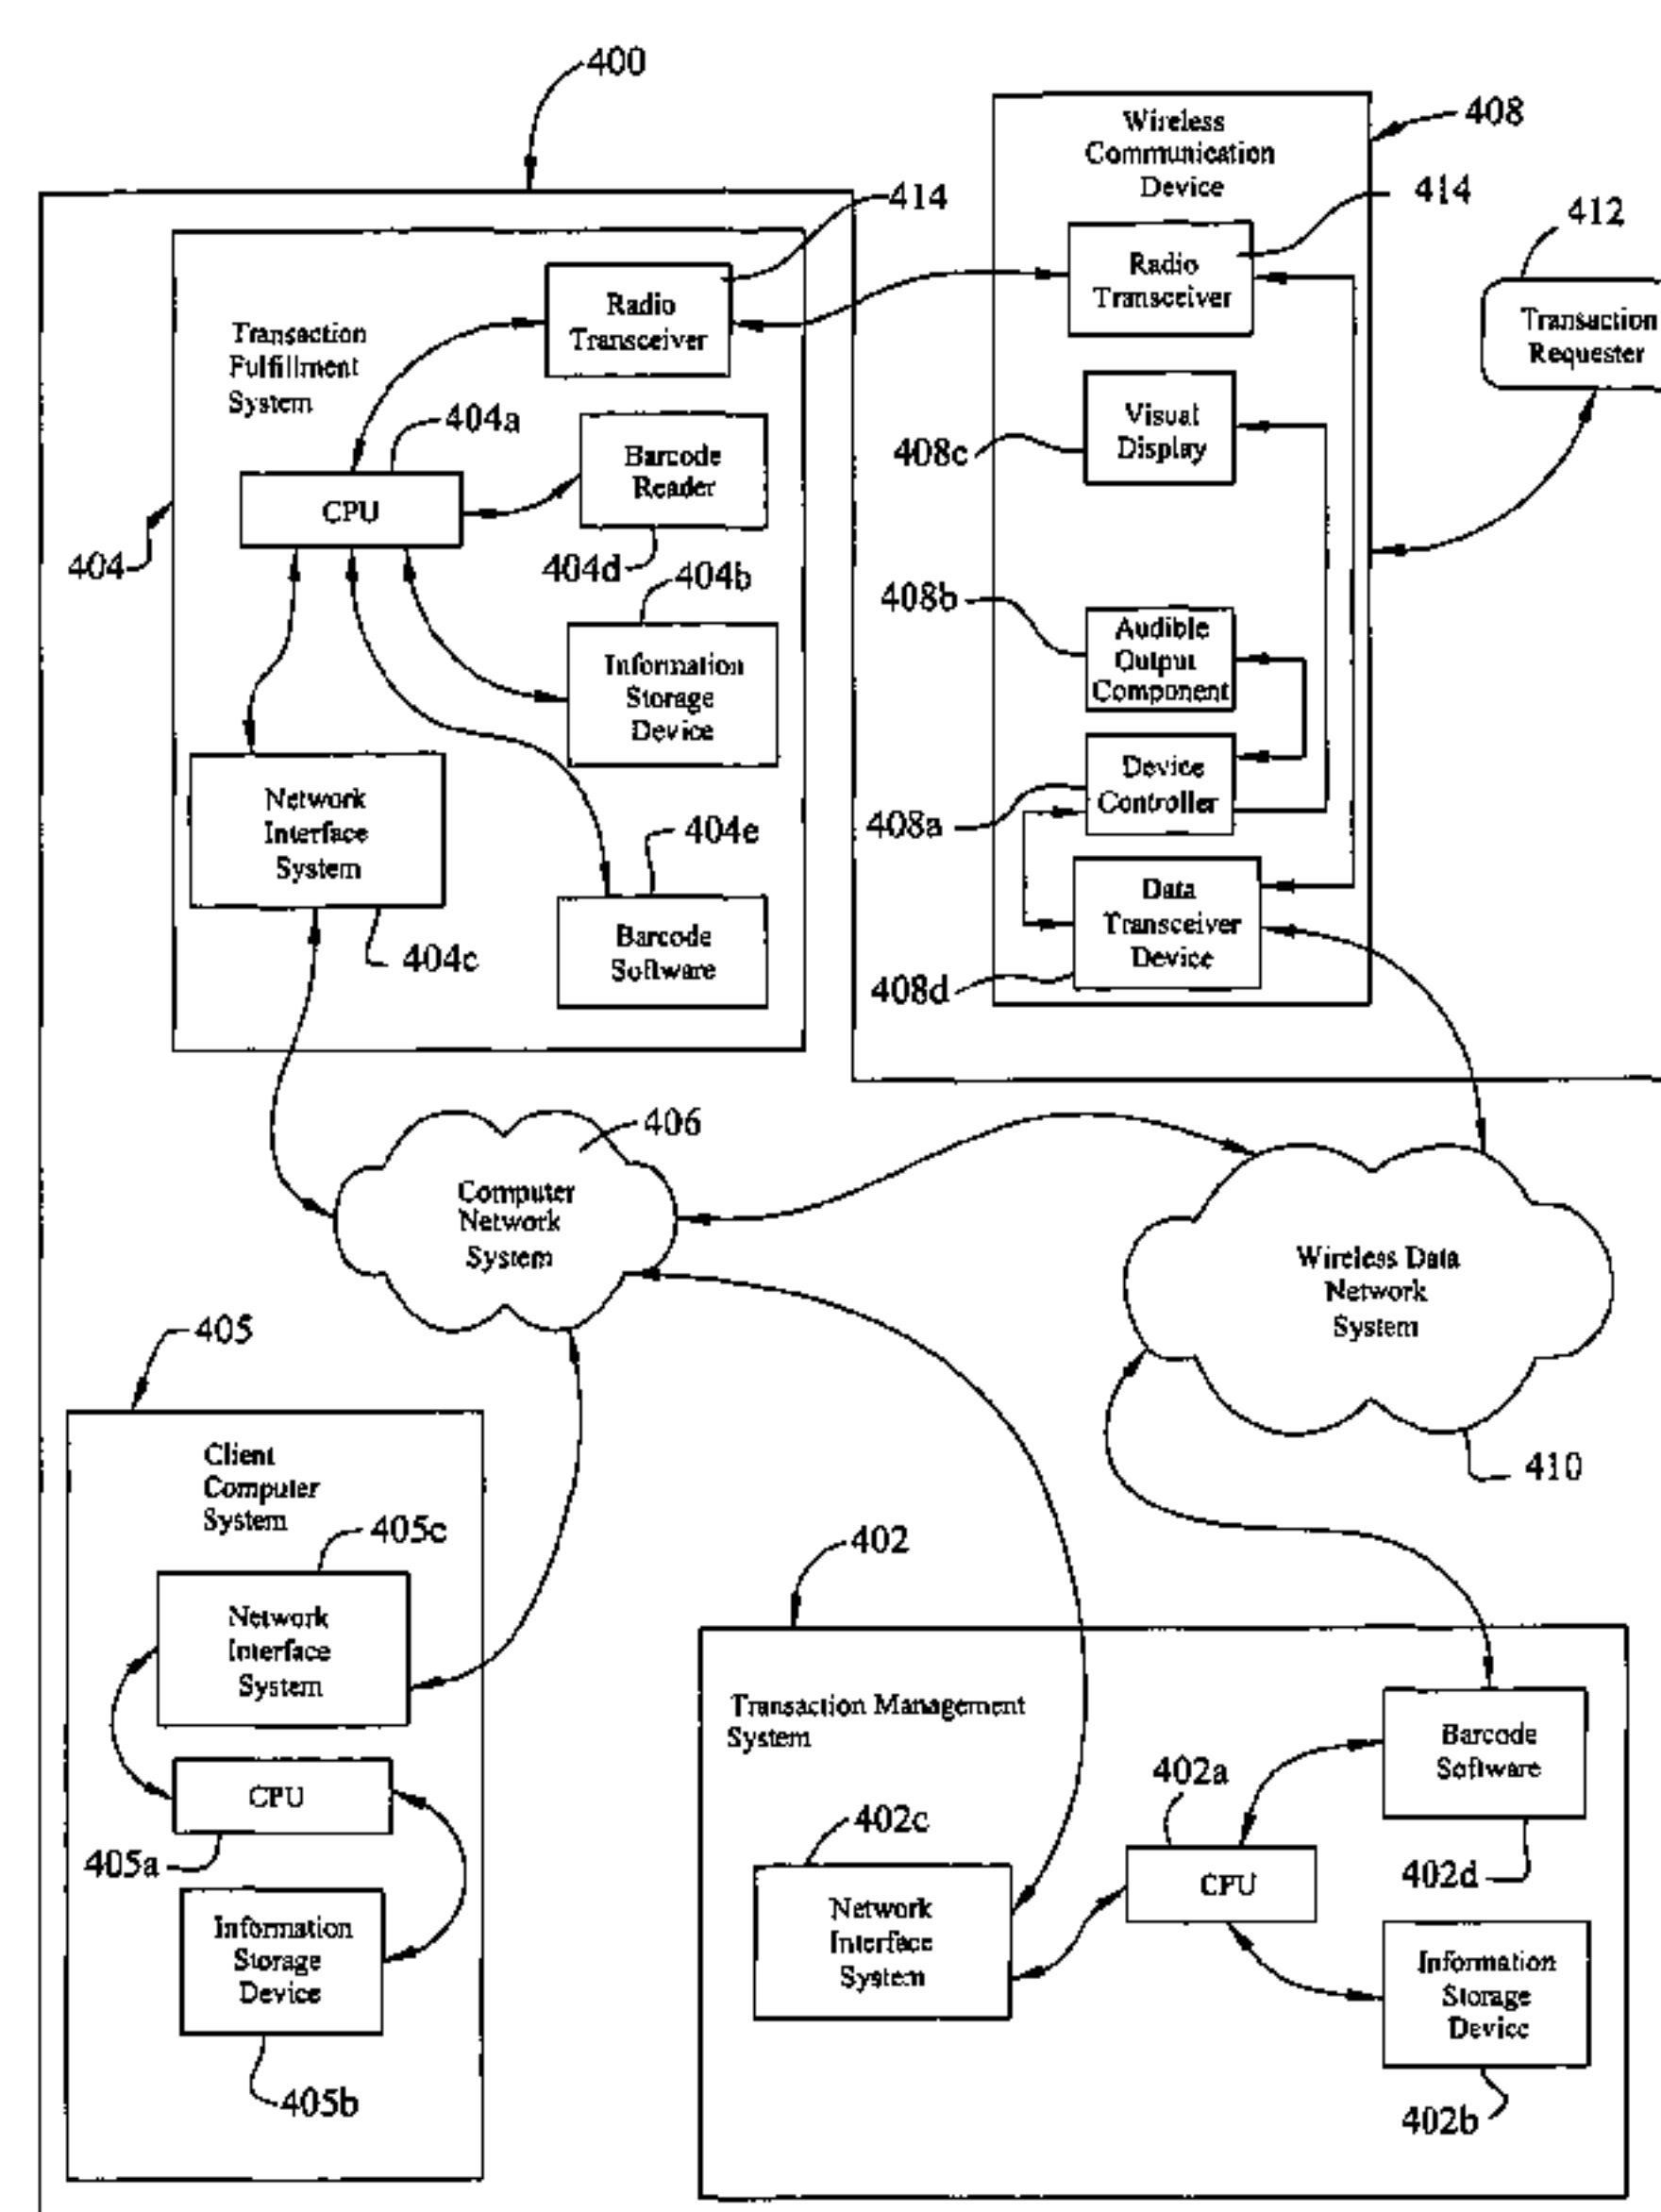 400
Wireless
Communication
Device
408
414
414
412
Radio
Transceiver
Radio
Transceiver
Transaction
Requester
Transaction
Fulfillment
System
404a
Visual
Display
408c
Barcode
Reader
CPU
404
404d
404b
408b
Audible
Output
Component
Information
Storage
Device
Device
Controller
408a
Network
Interface
System
404e
Data
Transceiver
Device
404c
Barcode
Software
408d
406
Computer
Network
System
Wireless Data
Network
System
405
410
Client
Computer
System
405c
402
Network
Interface
System
Transaction Management
System
Barcode
Software
402a
CPU
405a
402c
402d
CPU
Network
Interface
System
Information
Storage
Device
Information
Storage
Device
405b
402b